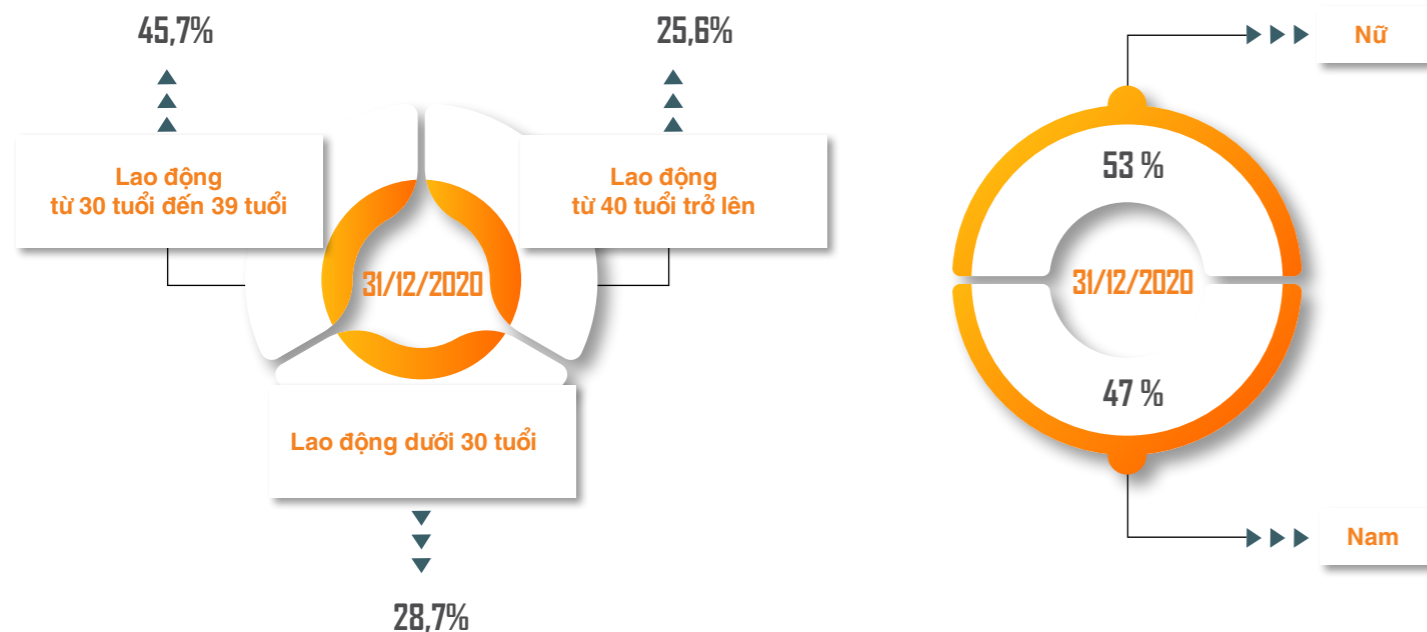 45,7%
Lao động
từ 30 tuổi đến 39 tuổi
25,6%
Lao động
từ 40 tuổi trở lên
31/12/2020
Lao động dưới 30 tuổi
28,7%
Nữ
53 %
31/12/2020
47 %
Nam